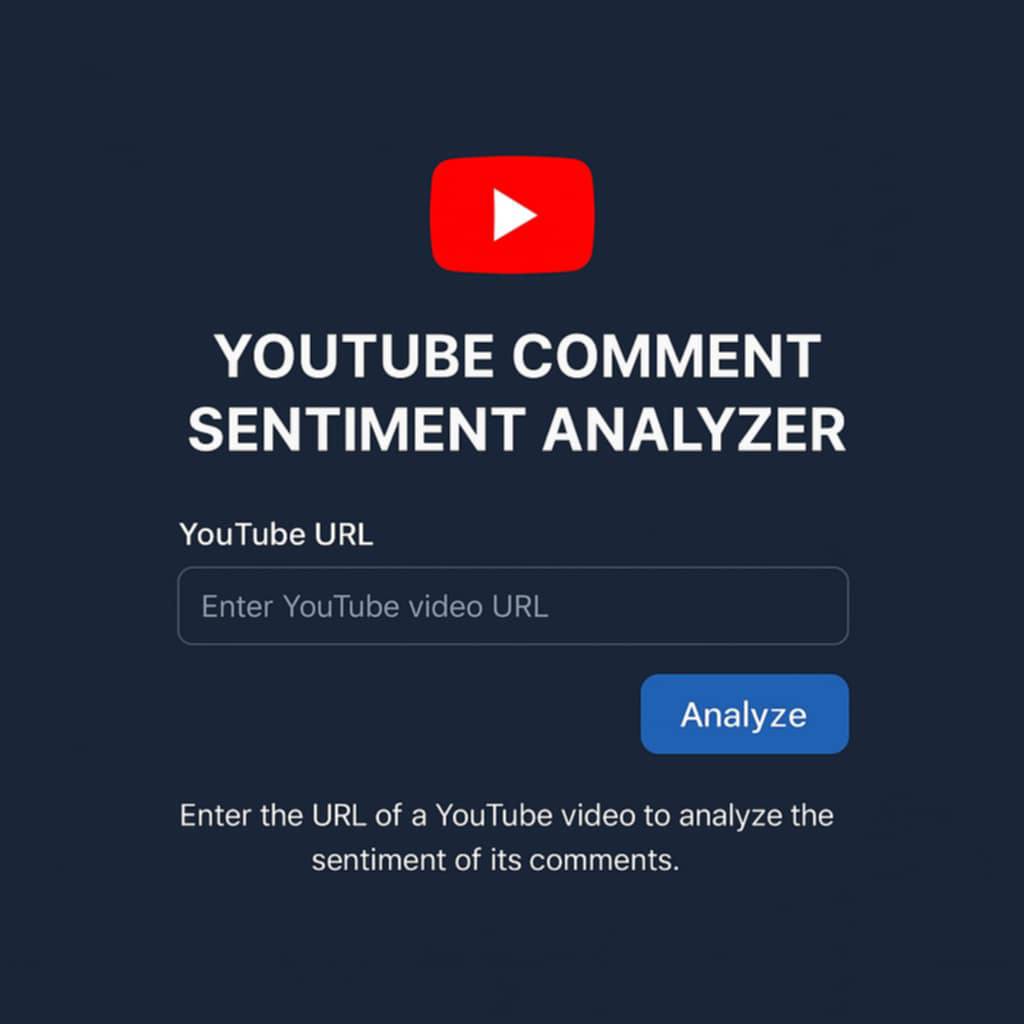 YOUTUBE COMMENT
SENTIMENT ANALYZER
YouTube URL
Enter YouTube video URL
Analyze
Enter the URL of a YouTube video to analyze the
sentiment of its comments.